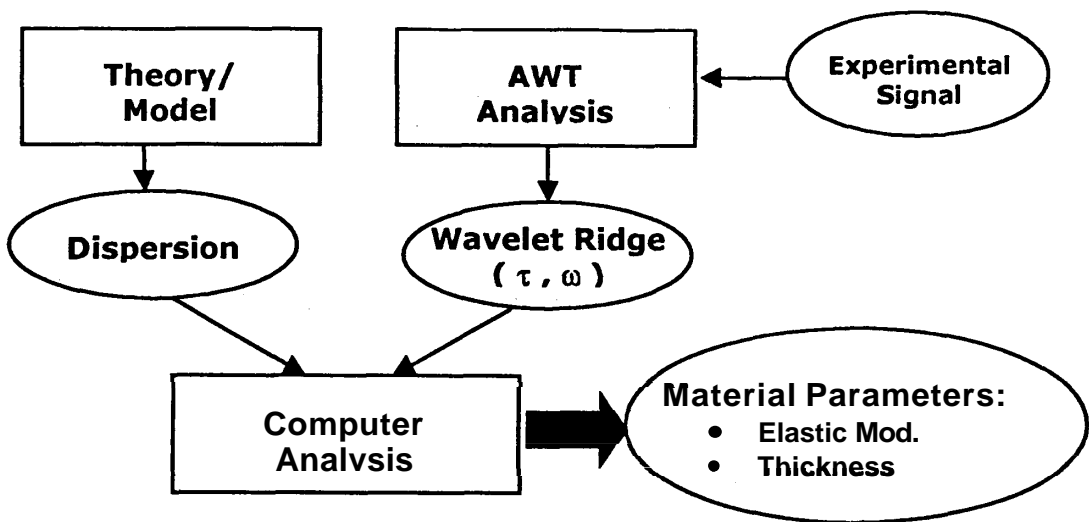 Theory/
Model
AWT
Analysis
Experimental
Signal
Dispersion
Wavelet Ridge
( τ , ω )
Computer
Analysis
Material Parameters:
• Elastic Mod.
• Thickness